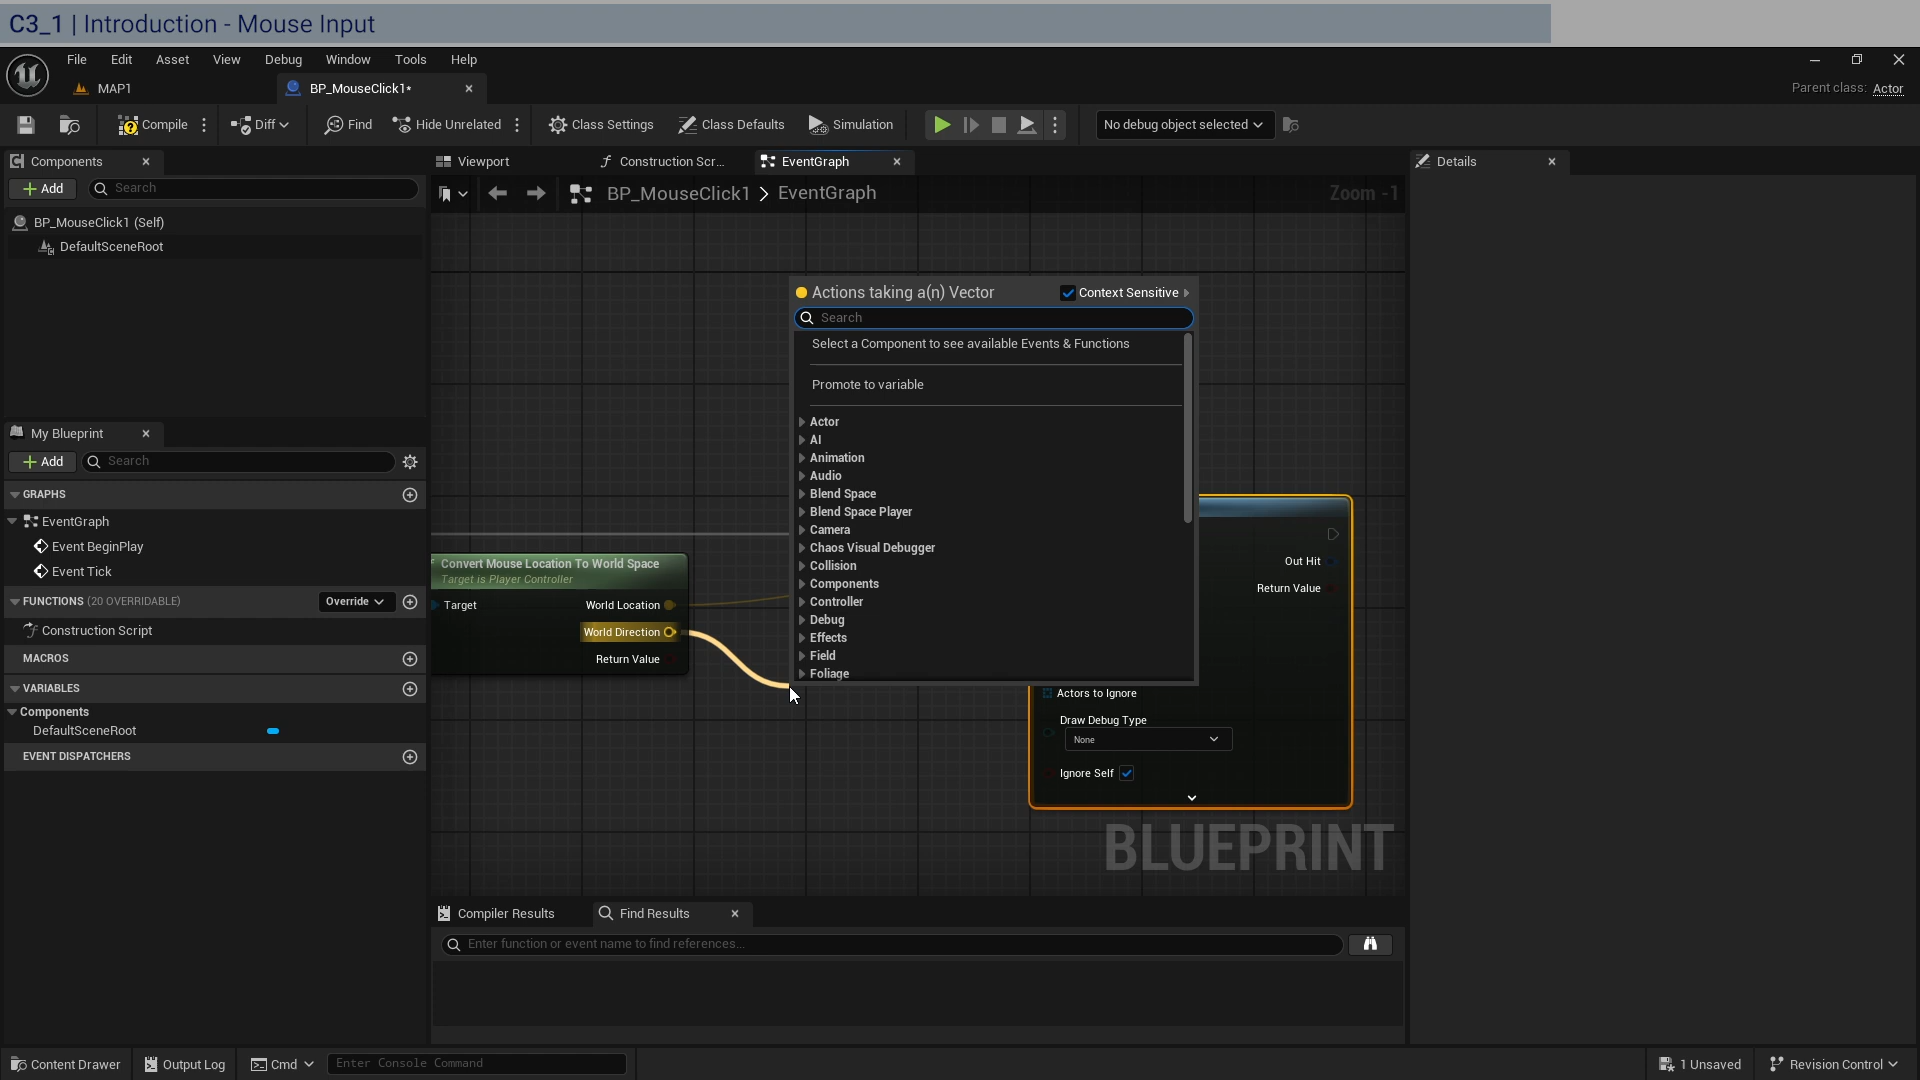 C3_1 | Introduction - Mouse Input
File Edit Asset View Window Debug Tools Help
MAP1
BP_MouseClick1*
Parent class: Actor
Compile
Diff
Find
Hide Unrelated
Class Settings
Class Defaults
Simulation
No debug object selected
Components
Viewport
Construction Scr...
EventGraph
Details
Add
Search
BP_MouseClick1 > EventGraph
Zoom -1
BP_MouseClick1 (Self)
DefaultSceneRoot
Actions taking a(n) Vector
Context Sensitive
Search
Select a Component to see available Events & Functions
Promote to variable
Actor
AI
Animation
Audio
Blend Space
Blend Space Player
Camera
Chaos Visual Debugger
Collision
Components
Controller
Debug
Effects
Field
Foliage
My Blueprint
Add
Search
GRAPHS
EventGraph
Event BeginPlay
Event Tick
FUNCTIONS (20 OVERRIDABLE)
Override
Construction Script
MACROS
VARIABLES
Components
DefaultSceneRoot
EVENT DISPATCHERS
Convert Mouse Location To World Space
Target is Player Controller
Target
World Location
World Direction
Return Value
Out Hit
Return Value
Actors to Ignore
Draw Debug Type
None
Ignore Self
BLUEPRINT
Compiler Results
Find Results
Enter function or event name to find references...
Content Drawer
Output Log
Cmd
Enter Console Command
1 Unsaved
Revision Control